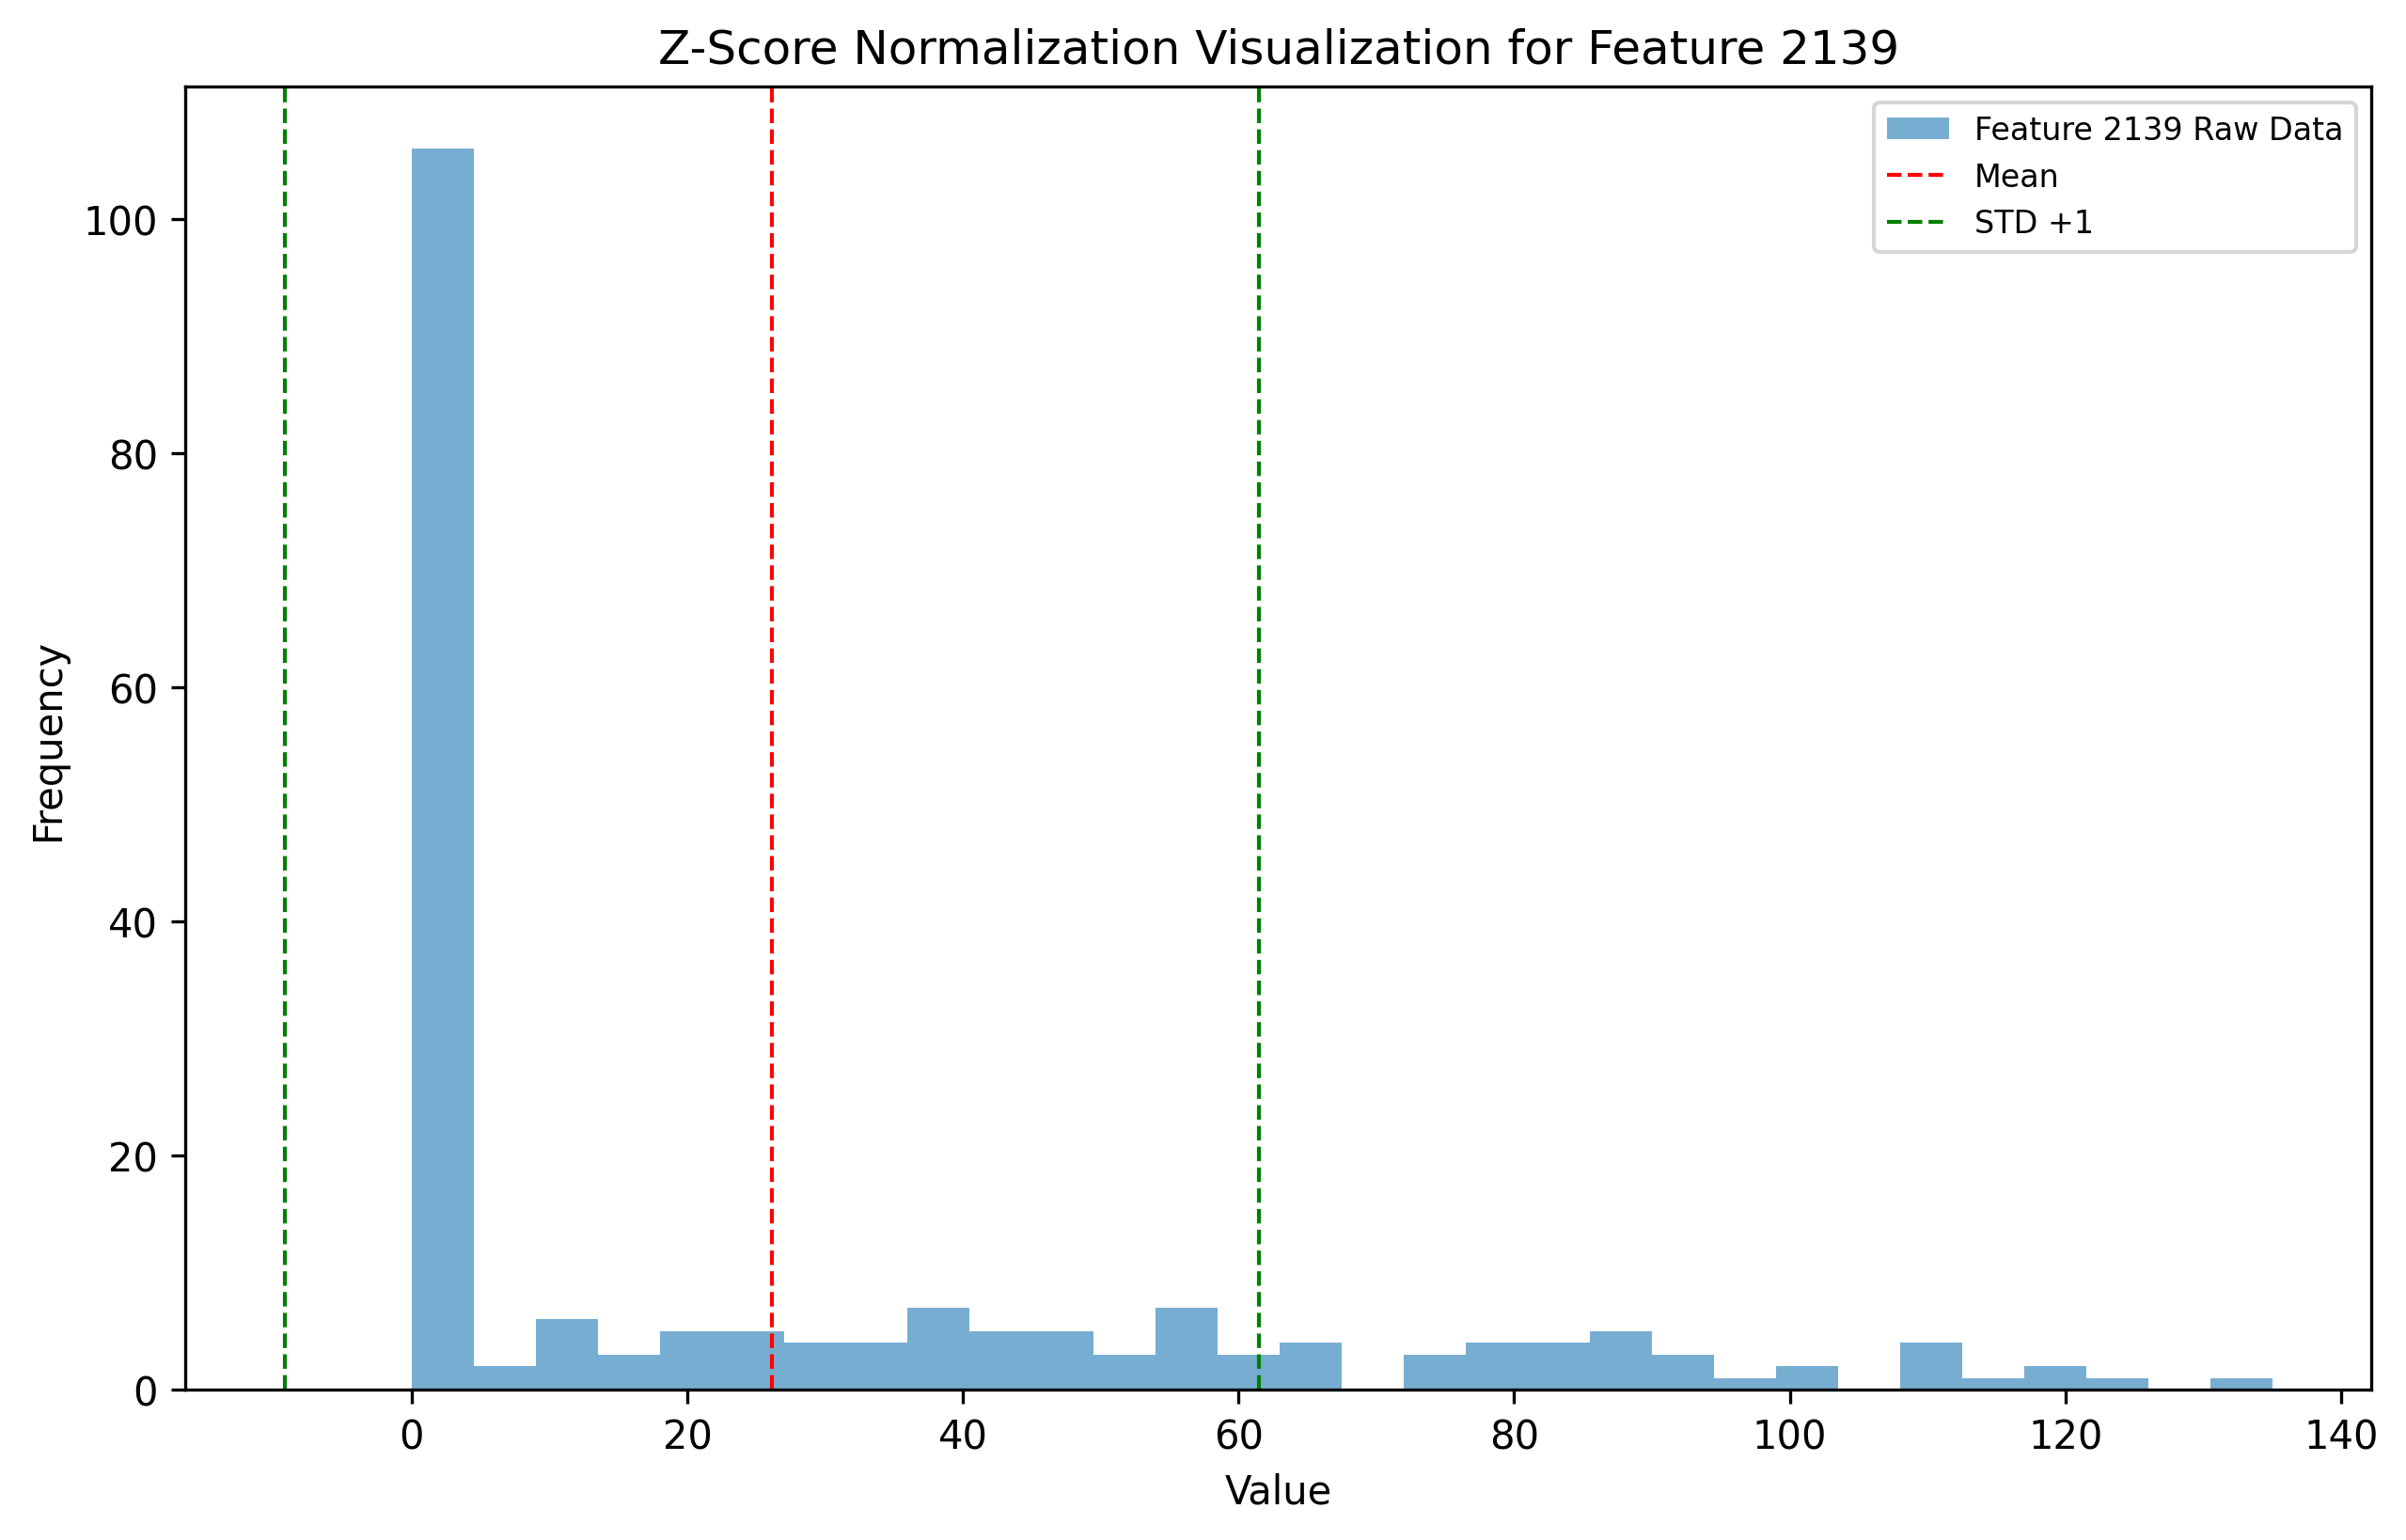 Z-Score Normalization Visualization for Feature 2139
Feature 2139 Raw Data
Mean
STD +1
100
80
60
40
20
0
Frequency
0 20 40 60 80 100 120 140
Value